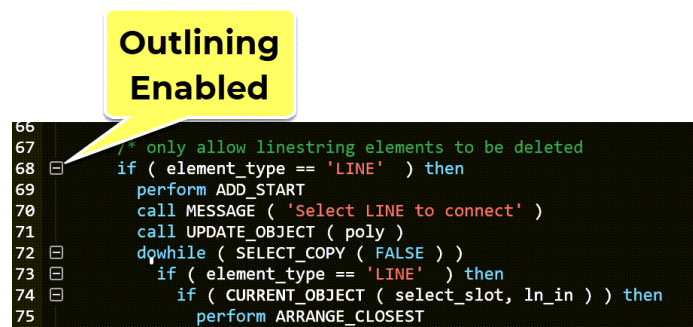 Outlining
Enabled
66
67 /* only allow linestring elements to be deleted
68 if ( element_type == 'LINE' ) then
69 perform ADD_START
70 call MESSAGE ( 'Select LINE to connect' )
71 call UPDATE_OBJECT ( poly )
72 dowhile ( SELECT_COPY ( FALSE ) )
73 if ( element_type == 'LINE' ) then
74 if ( CURRENT_OBJECT ( select_slot, ln_in ) ) then
75 perform ARRANGE_CLOSEST